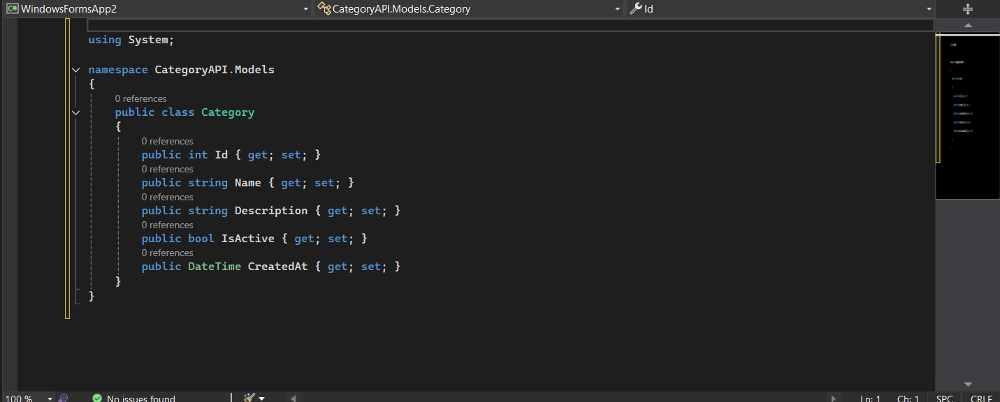 WindowsFormsApp2 CategoryAPI.Models.Category Id
using System;
namespace CategoryAPI.Models
{
0 references
public class Category
{
0 references
public int Id { get; set; }
0 references
public string Name { get; set; }
0 references
public string Description { get; set; }
0 references
public bool IsActive { get; set; }
0 references
public DateTime CreatedAt { get; set; }
}
}
100 % No issues found Ln: 1 Ch: 1 SPC CRLF